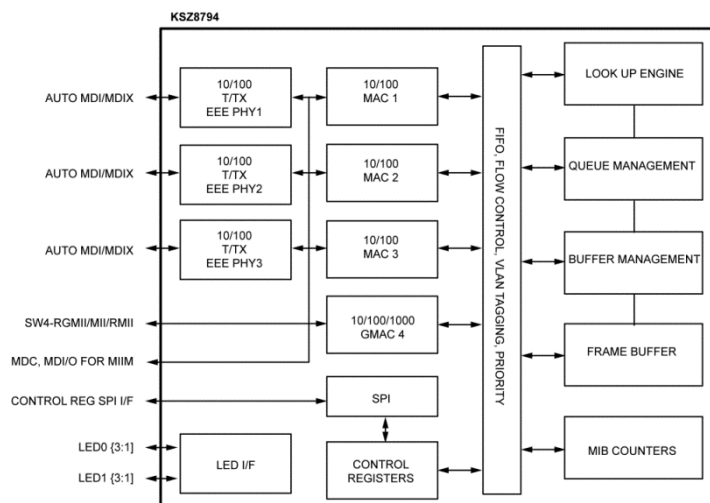 KSZ8794
AUTO MDI/MDIX
10/100
T/TX
EEE PHY1
10/100
MAC 1
LOOK UP ENGINE
AUTO MDI/MDIX
10/100
T/TX
EEE PHY2
10/100
MAC 2
QUEUE MANAGEMENT
AUTO MDI/MDIX
10/100
T/TX
EEE PHY3
10/100
MAC 3
BUFFER MANAGEMENT
FIFO, FLOW CONTROL, VLAN TAGGING, PRIORITY
SW4-RGMII/MII/RMII
10/100/1000
GMAC 4
FRAME BUFFER
MDC, MDI/O FOR MIIM
CONTROL REG SPI I/F
SPI
LED0 {3:1]
LED1 {3:1]
LED I/F
CONTROL
REGISTERS
MIB COUNTERS